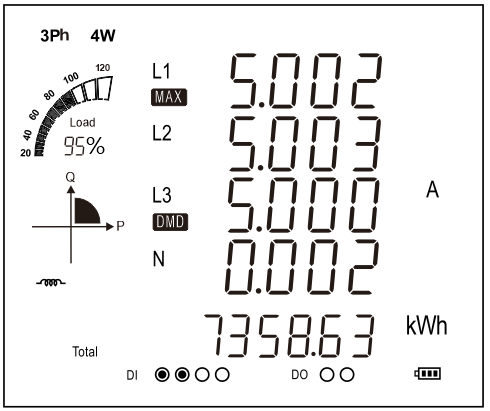 3Ph 4W
20 40 60 80 100 120
Load
95%
L1 5.002
MAX
L2 5.003
L3 5.000 A
DMD
N 0.002
Q
P
7358.63 kWh
Total
DI DO